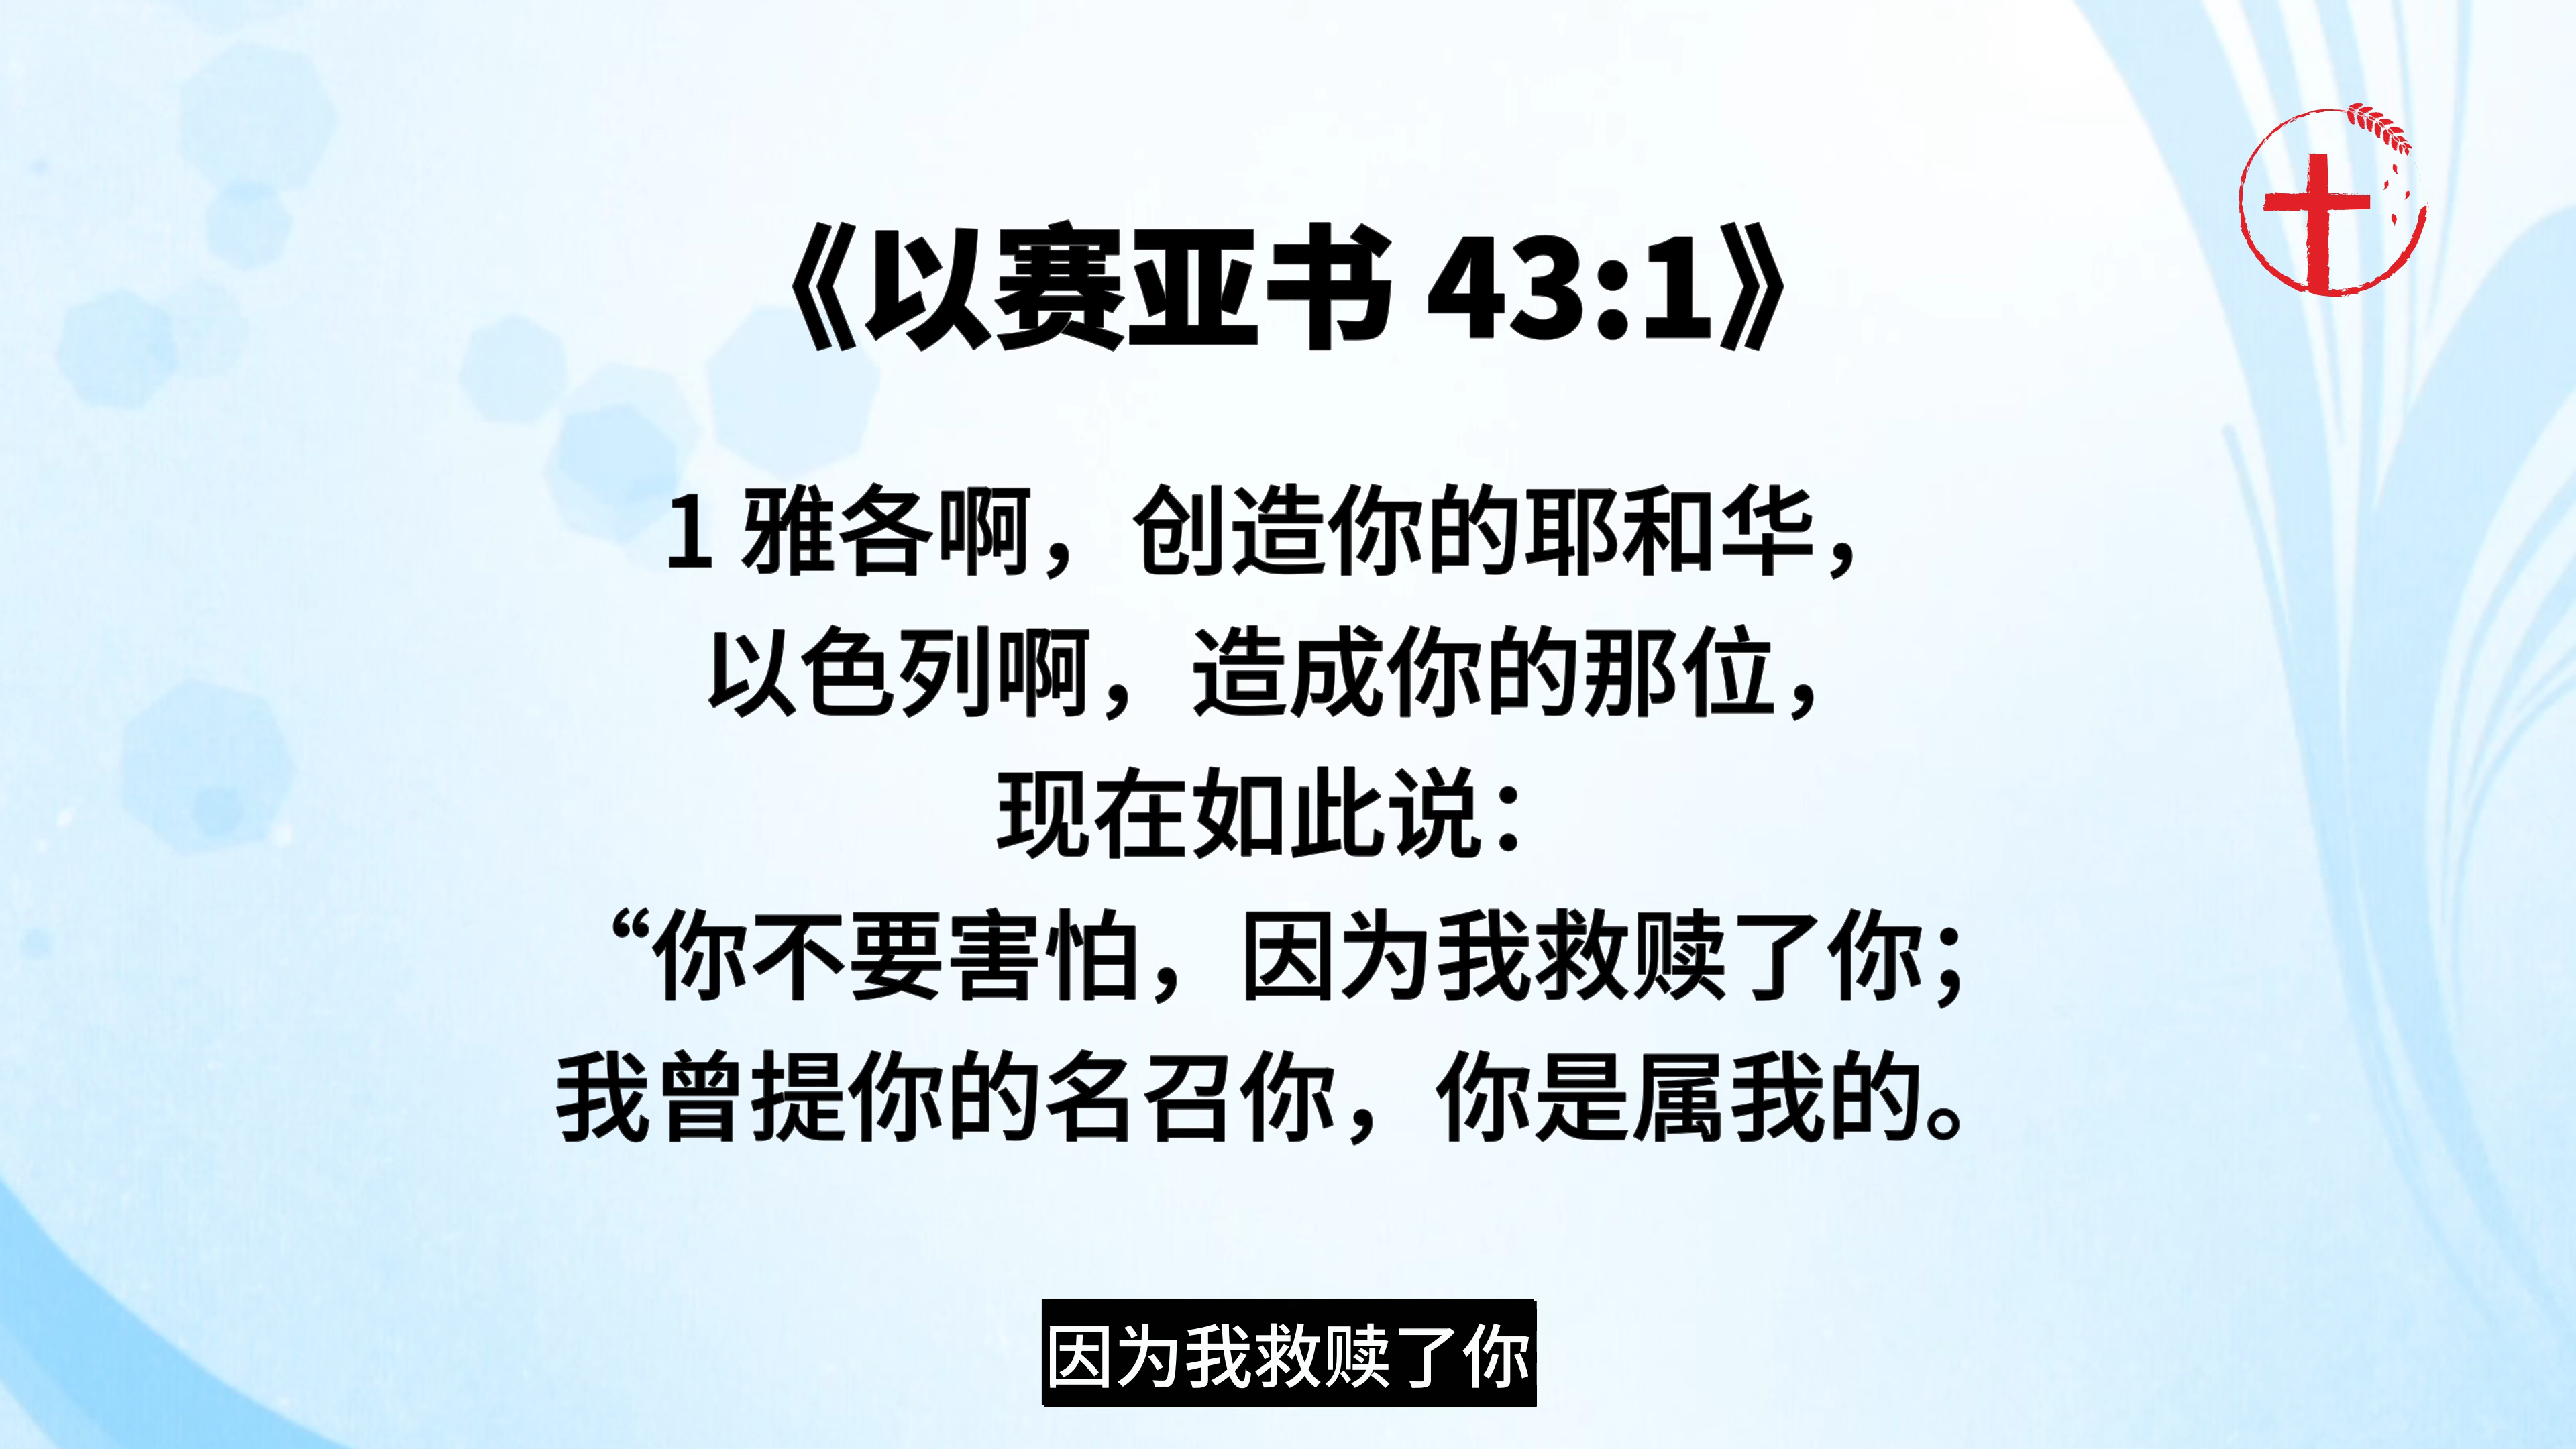 《以赛亚书 43:1》
1 雅各啊，创造你的耶和华，
以色列啊，造成你的那位，
现在如此说：
“你不要害怕，因为我救赎了你；
我曾提你的名召你，你是属我的。
因为我救赎了你